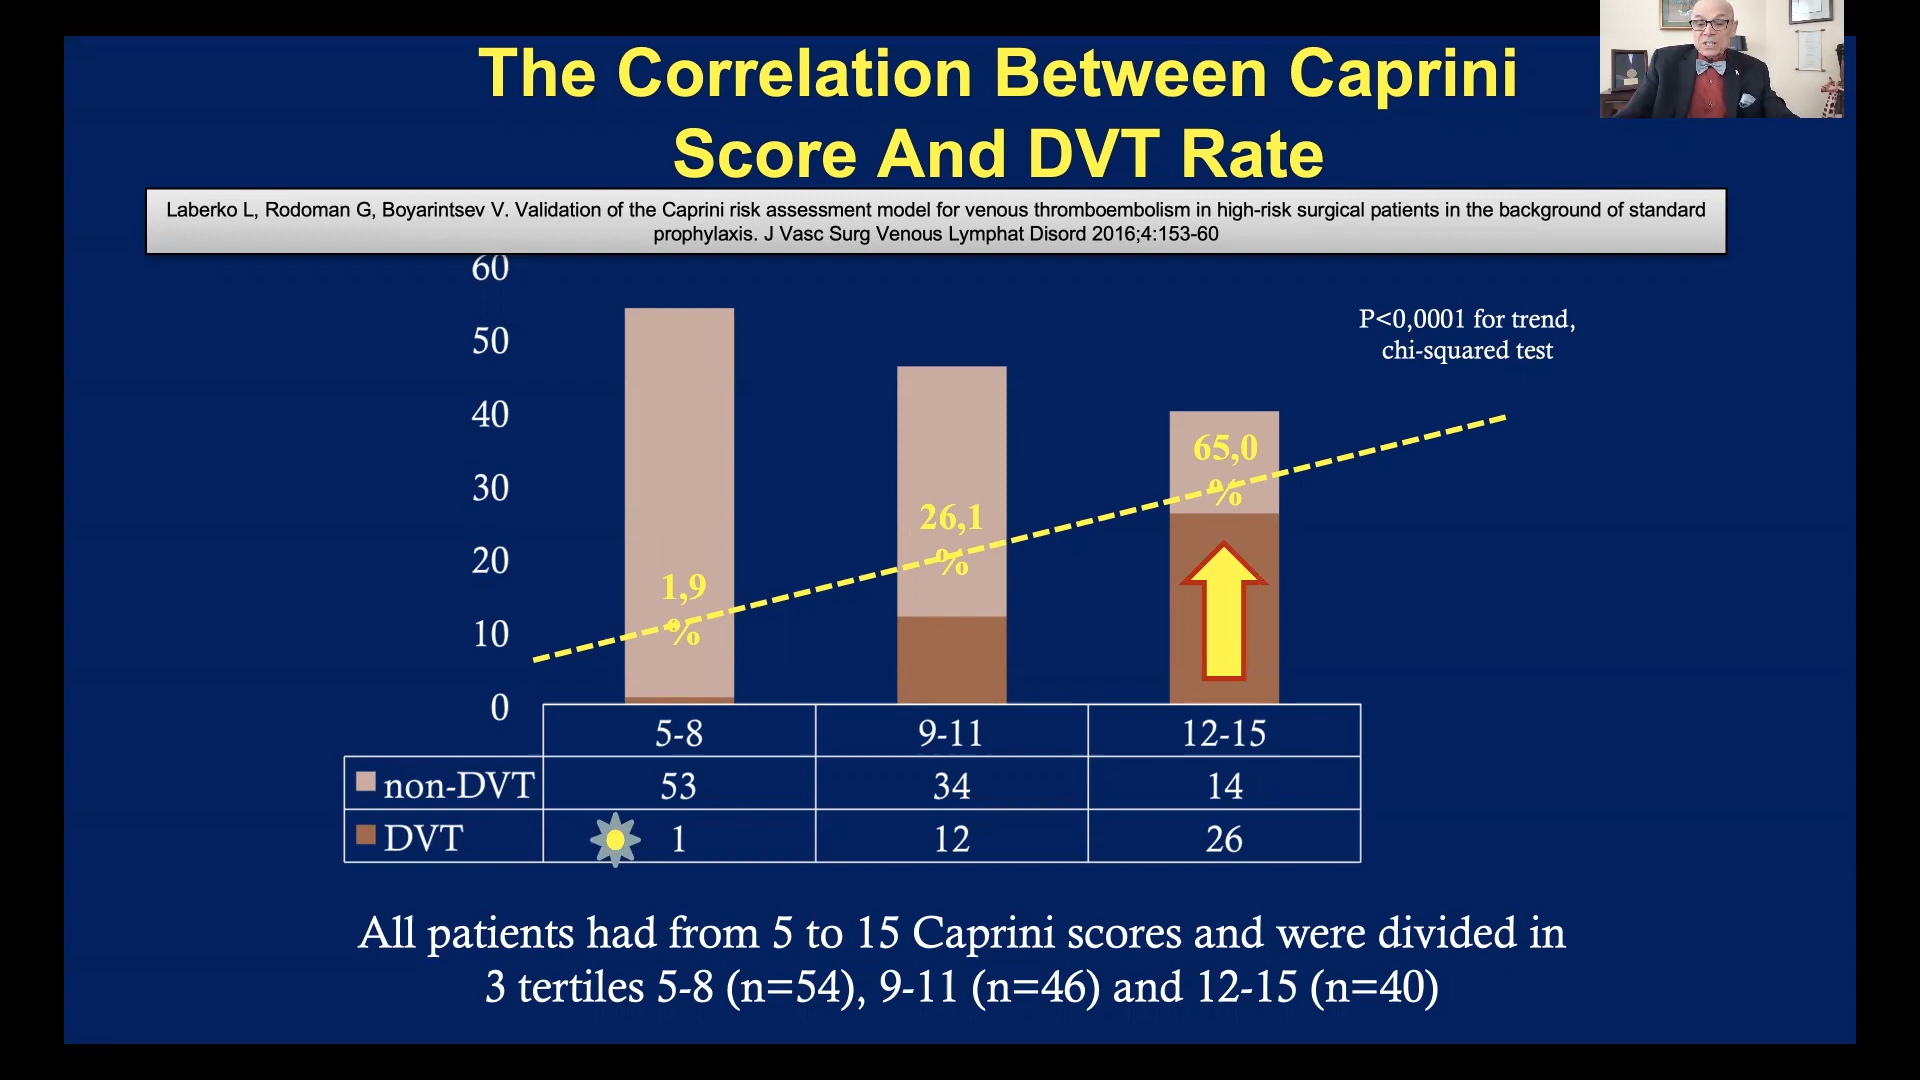 The Correlation Between Caprini
Score And DVT Rate
Laberko L, Rodoman G, Boyarintsev V. Validation of the Caprini risk assessment model for venous thromboembolism in high-risk surgical patients in the background of standard
prophylaxis. J Vasc Surg Venous Lymphat Disord 2016;4:153-60
60
50
40
30
20
10
0
P<0,0001 for trend,
chi-squared test
1,9
%
26,1
%
65,0
%
5-8 9-11 12-15
non-DVT 53 34 14
DVT 1 12 26
All patients had from 5 to 15 Caprini scores and were divided in
3 tertiles 5-8 (n=54), 9-11 (n=46) and 12-15 (n=40)